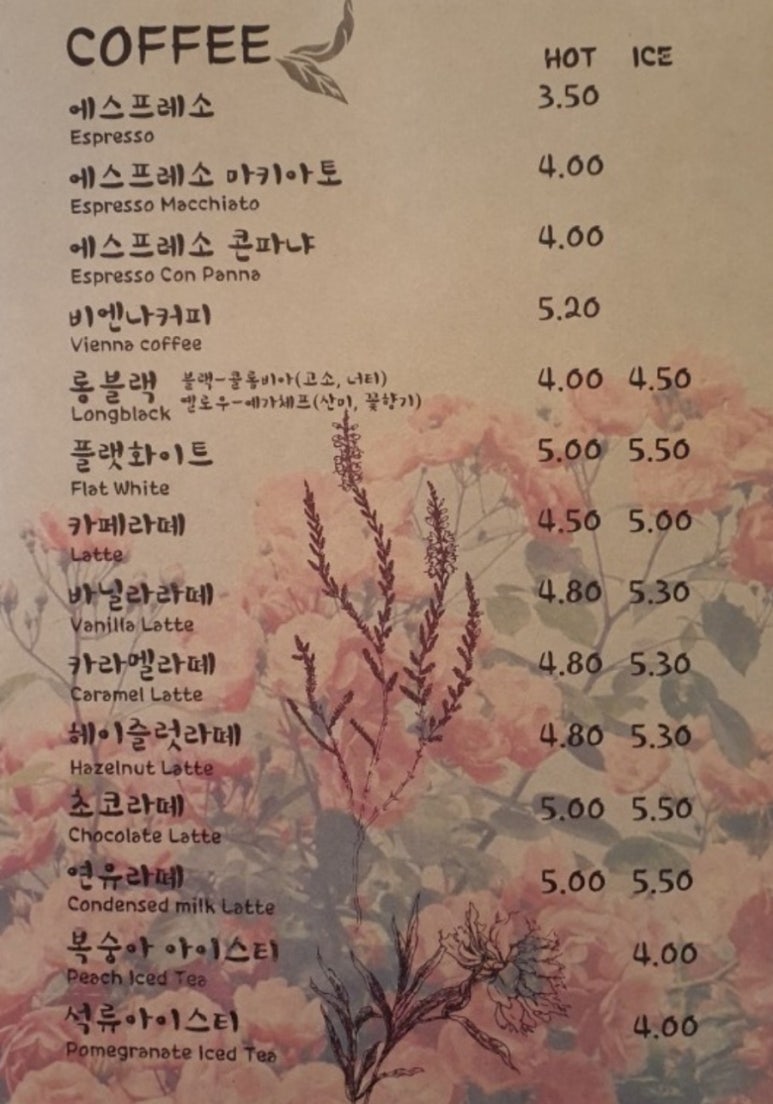 COFFEE
HOT ICE
에스프레소 3.50
Espresso
에스프레소 마키아토 4.00
Espresso Macchiato
에스프레소 콘파냐 4.00
Espresso Con Panna
비엔나커피 5.20
Vienna coffee
롱블랙 블랙-콜롬비아(고소, 너티) 4.00 4.50
Longblack 옐로우-예가체프(산미, 꽃향기)
플랫화이트 5.00 5.50
Flat White
카페라떼 4.50 5.00
Latte
바닐라라떼 4.80 5.30
Vanilla Latte
카라멜라떼 4.80 5.30
Caramel Latte
헤이즐럿라떼 4.80 5.30
Hazelnut Latte
초코라떼 5.00 5.50
Chocolate Latte
연유라떼 5.00 5.50
Condensed milk Latte
복숭아 아이스티 4.00
Peach Iced Tea
석류아이스티 4.00
Pomegranate Iced Tea